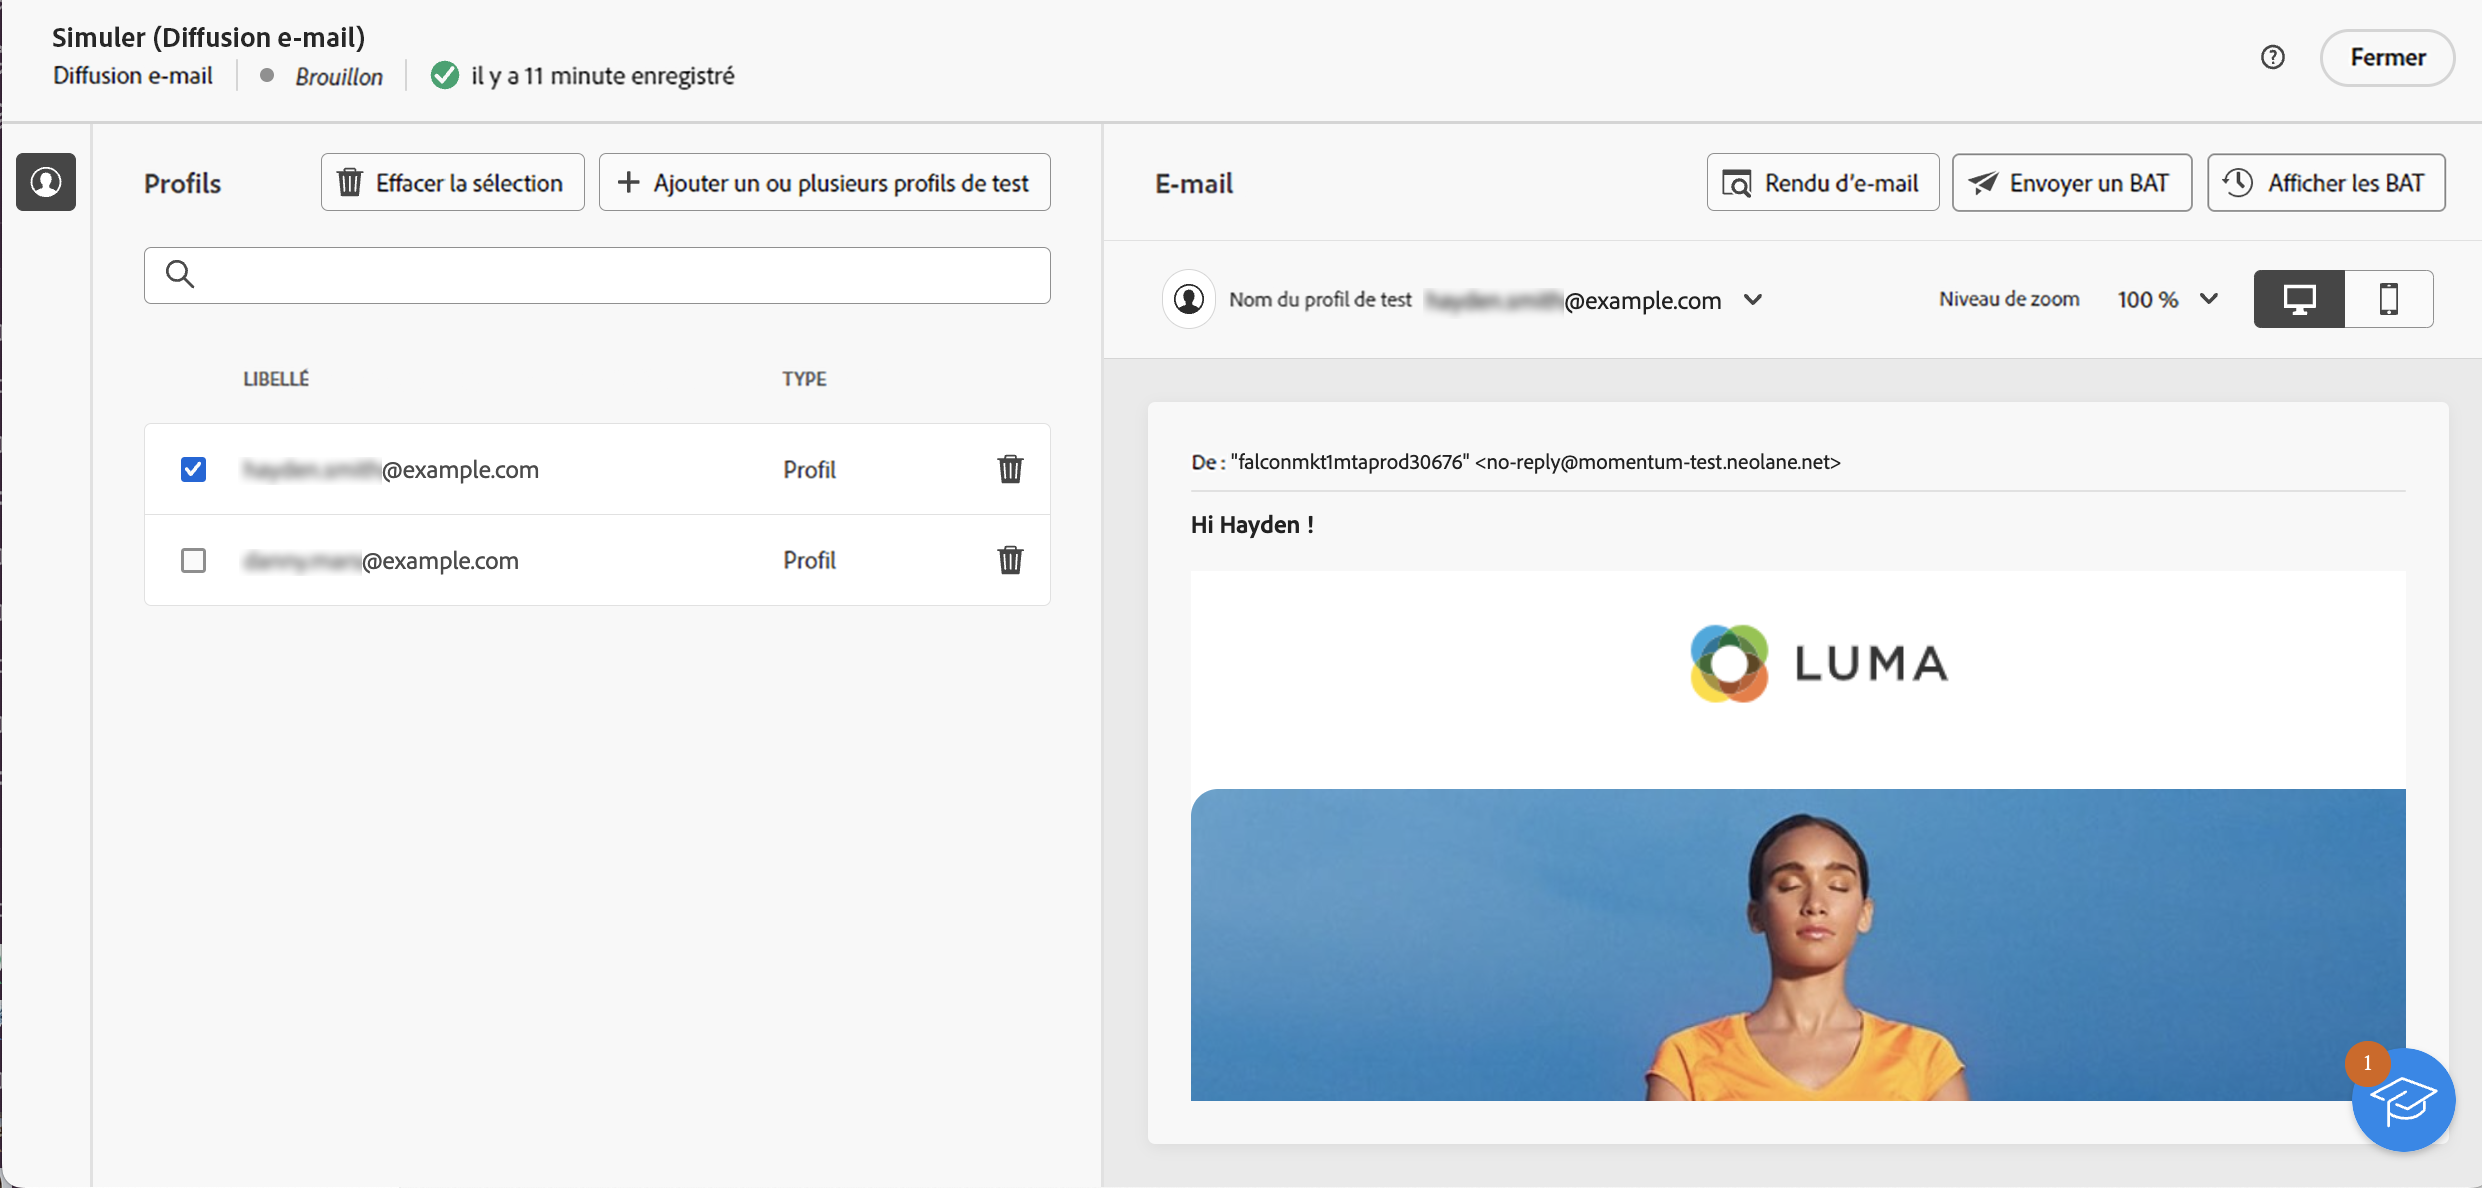 Simuler (Diffusion e-mail)
Diffusion e-mail
Brouillon
il y a 11 minute enregistré
Fermer
Profils
Effacer la sélection
Ajouter un ou plusieurs profils de test
E-mail
Rendu d'e-mail
Envoyer un BAT
Afficher les BAT
Nom du profil de test
@example.com
Niveau de zoom
100 %
LIBELLÉ
TYPE
@example.com
Profil
@example.com
Profil
De : "falconmkt1mtaprod30676" <no-reply@momentum-test.neolane.net>
Hi Hayden !
LUMA
1